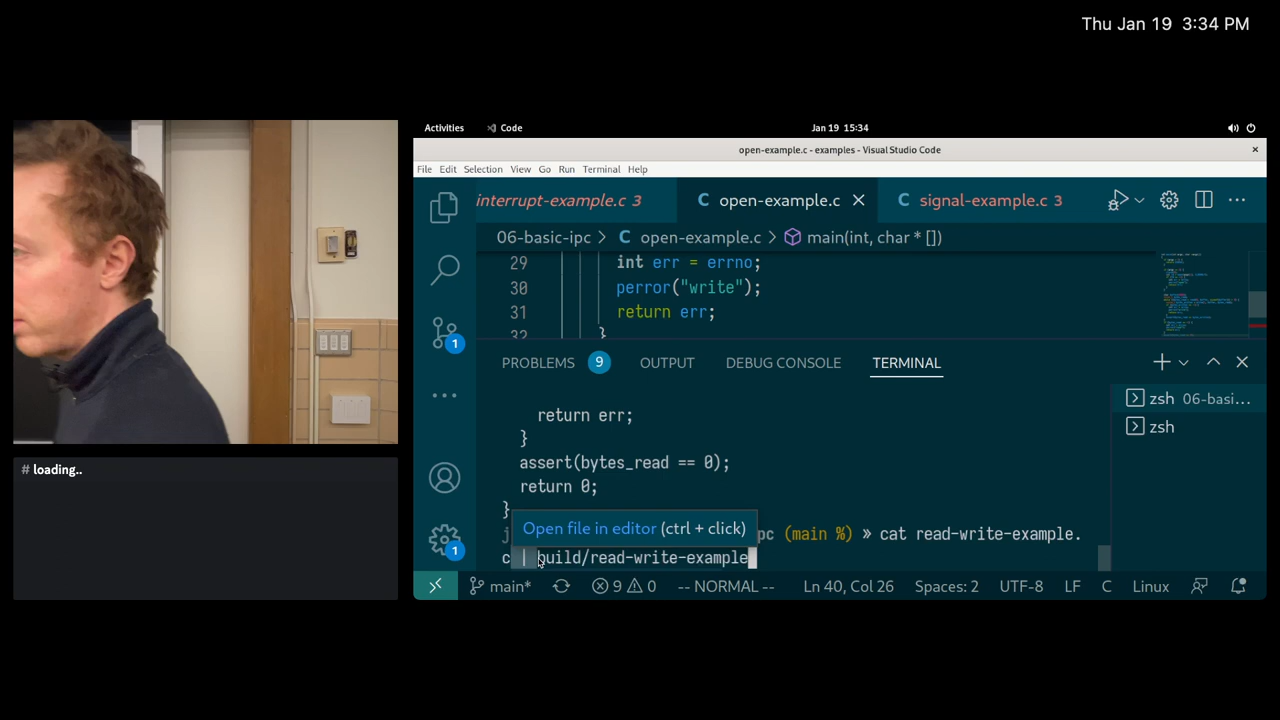 Thu Jan 19 3:34 PM
Activities Code Jan 19 15:34
open-example.c - examples - Visual Studio Code
File Edit Selection View Go Run Terminal Help
interrupt-example.c 3 open-example.c signal-example.c 3
06-basic-ipc > open-example.c > main(int, char * [])
29 int err = errno;
30 perror("write");
31 return err;
32 }
PROBLEMS 9 OUTPUT DEBUG CONSOLE TERMINAL
zsh 06-basi...
zsh
return err;
}
assert(bytes_read == 0);
return 0;
}
Open file in editor (ctrl + click)
j pc (main %) » cat read-write-example.
c | build/read-write-example
1
1
# loading..
main* 9 0 -- NORMAL -- Ln 40, Col 26 Spaces: 2 UTF-8 LF C Linux